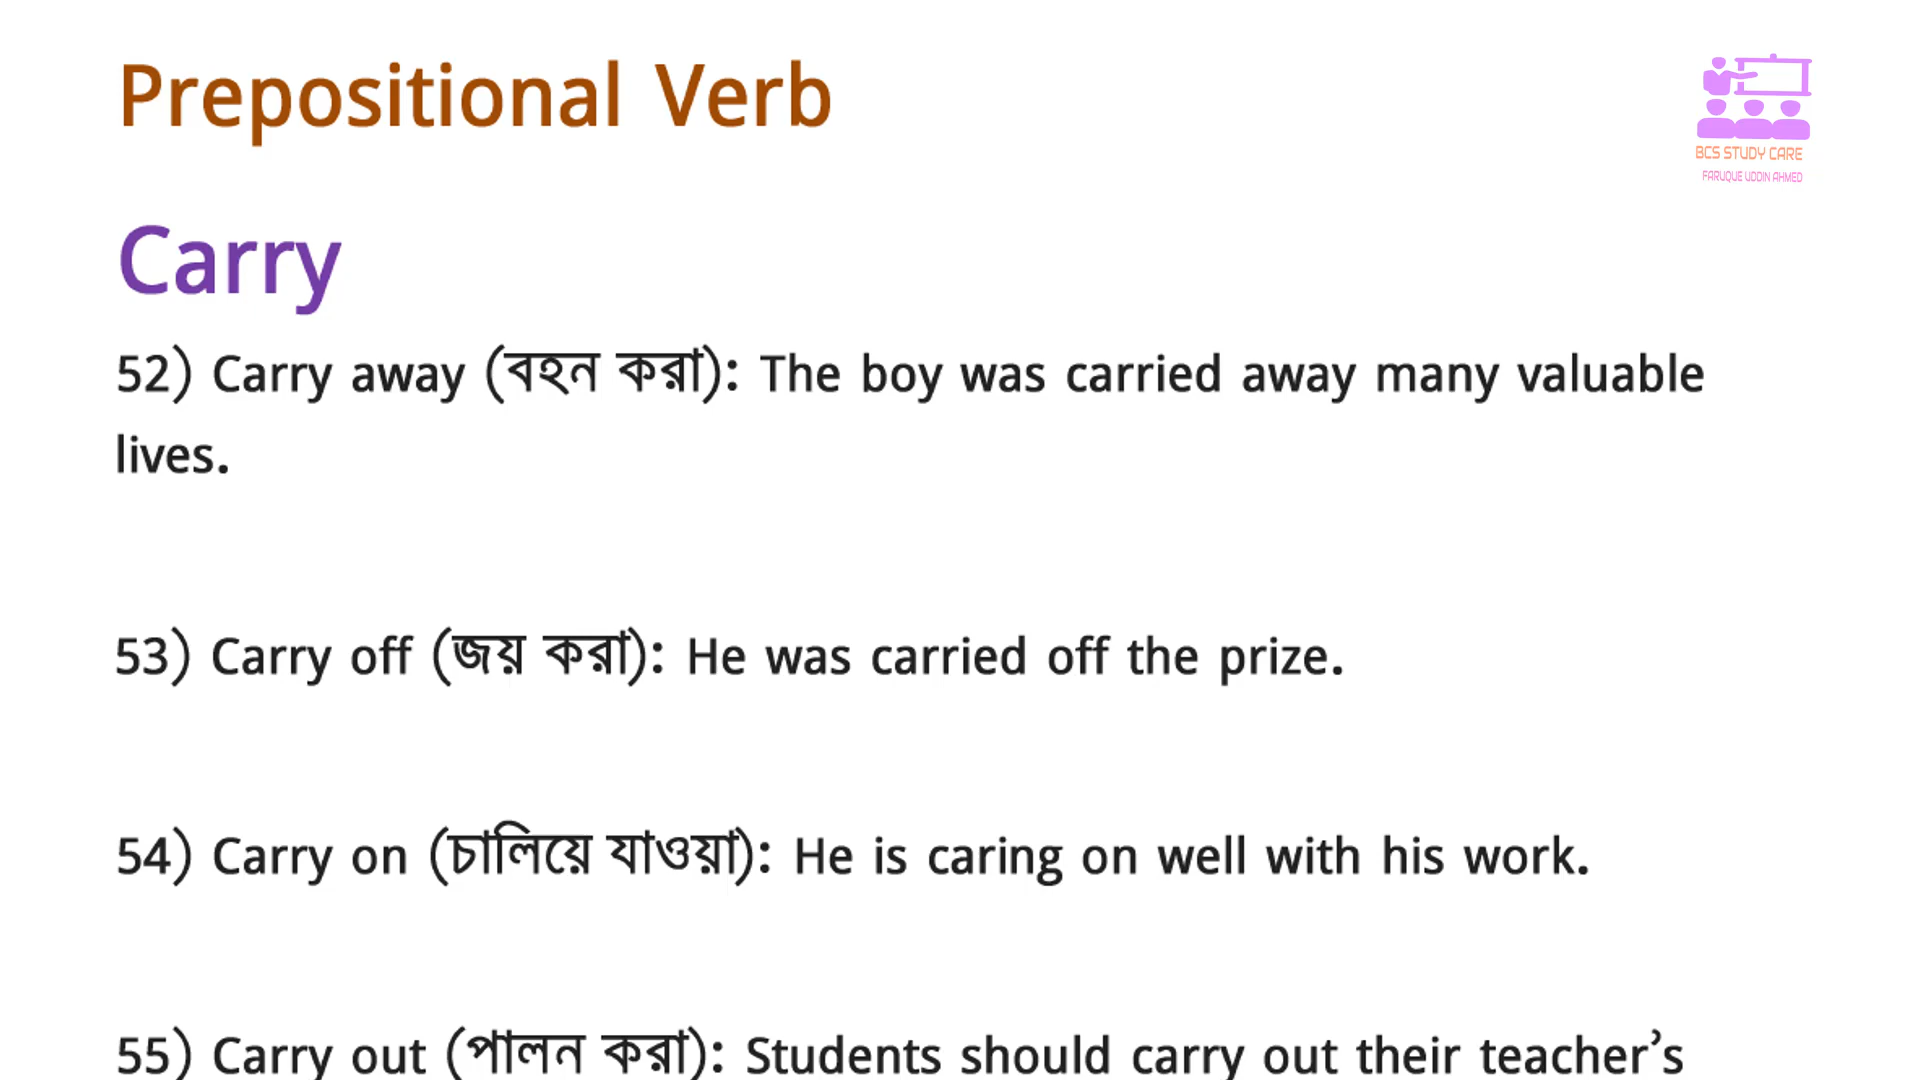 Prepositional Verb
BCS STUDY CARE
FARUQUE UDDIN AHMED
Carry
52) Carry away (বহন করা): The boy was carried away many valuable
lives.
53) Carry off (জয় করা): He was carried off the prize.
54) Carry on (চালিয়ে যাওয়া): He is caring on well with his work.
55) Carry out (পালন করা): Students should carry out their teacher’s